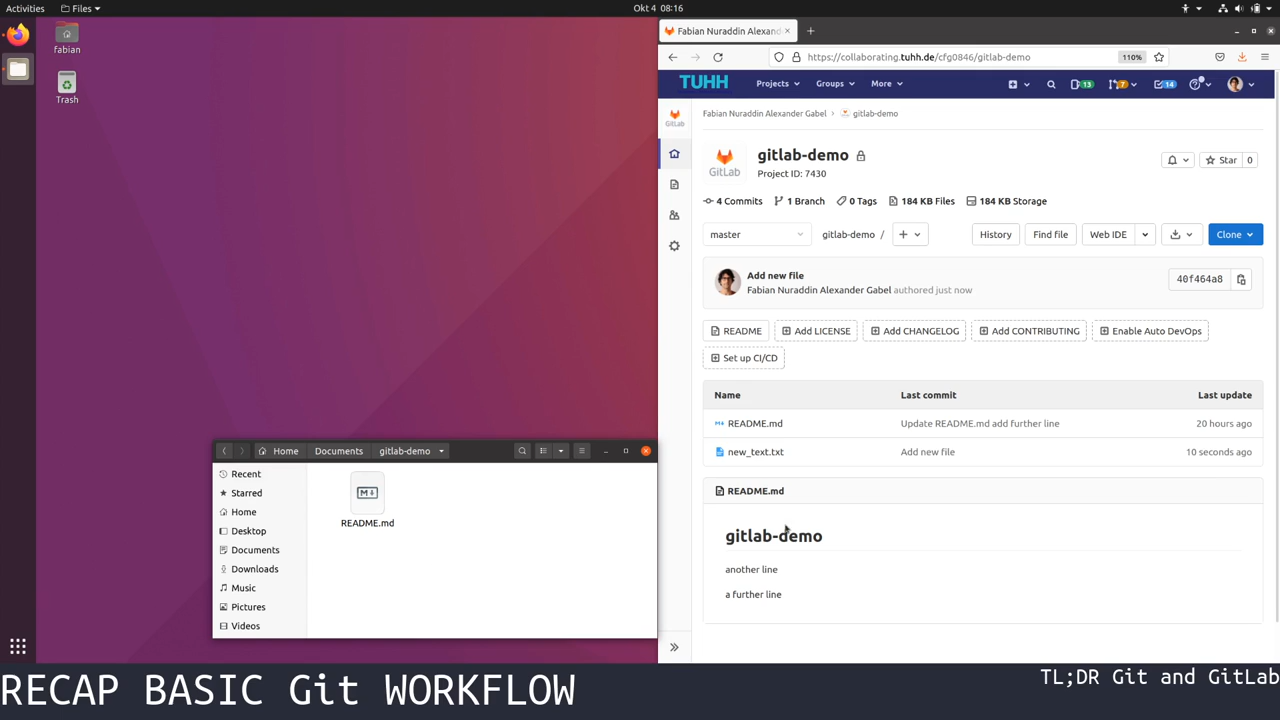 Activities
Files
Okt 4 08:16
fabian
Trash
Fabian Nuraddin Alexand
https://collaborating.tuhh.de/cfg0846/gitlab-demo
110%
TUHH
Projects
Groups
More
13
7
14
GitLab
Fabian Nuraddin Alexander Gabel › gitlab-demo
GitLab
gitlab-demo
Project ID: 7430
Star
0
4 Commits
1 Branch
0 Tags
184 KB Files
184 KB Storage
master
gitlab-demo /
History
Find file
Web IDE
Clone
Add new file
Fabian Nuraddin Alexander Gabel authored just now
40f464a8
README
Add LICENSE
Add CHANGELOG
Add CONTRIBUTING
Enable Auto DevOps
Set up CI/CD
Name
Last commit
Last update
README.md
Update README.md add further line
20 hours ago
new_text.txt
Add new file
10 seconds ago
README.md
gitlab-demo
another line
a further line
Home
Documents
gitlab-demo
Recent
Starred
Home
Desktop
Documents
Downloads
Music
Pictures
Videos
M
README.md
RECAP BASIC Git WORKFLOW
TL;DR Git and GitLab